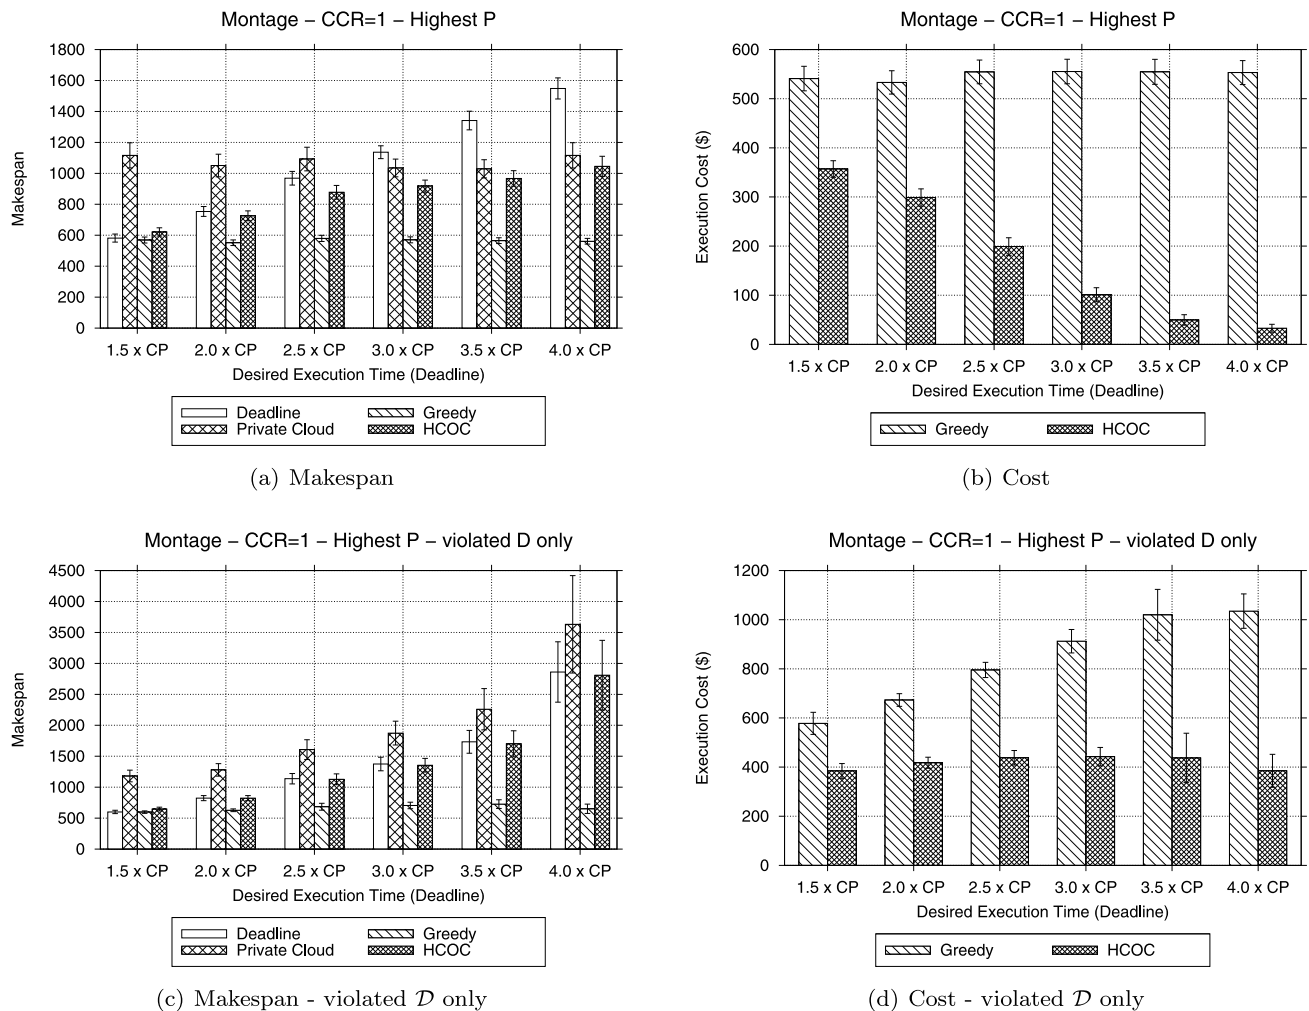 Montage – CCR=1 – Highest P
1800
1600
1400
1200
1000
800
600
400
200
0
Makespan
1.5 x CP 2.0 x CP 2.5 x CP 3.0 x CP 3.5 x CP 4.0 x CP
Desired Execution Time (Deadline)
Deadline Greedy
Private Cloud HCOC
(a) Makespan
Montage – CCR=1 – Highest P
600
500
400
300
200
100
0
Execution Cost ($)
1.5 x CP 2.0 x CP 2.5 x CP 3.0 x CP 3.5 x CP 4.0 x CP
Desired Execution Time (Deadline)
Greedy HCOC
(b) Cost
Montage – CCR=1 – Highest P – violated D only
4500
4000
3500
3000
2500
2000
1500
1000
500
0
Makespan
1.5 x CP 2.0 x CP 2.5 x CP 3.0 x CP 3.5 x CP 4.0 x CP
Desired Execution Time (Deadline)
Deadline Greedy
Private Cloud HCOC
(c) Makespan - violated 𝒟 only
Montage – CCR=1 – Highest P – violated D only
1200
1000
800
600
400
200
0
Execution Cost ($)
1.5 x CP 2.0 x CP 2.5 x CP 3.0 x CP 3.5 x CP 4.0 x CP
Desired Execution Time (Deadline)
Greedy HCOC
(d) Cost - violated 𝒟 only